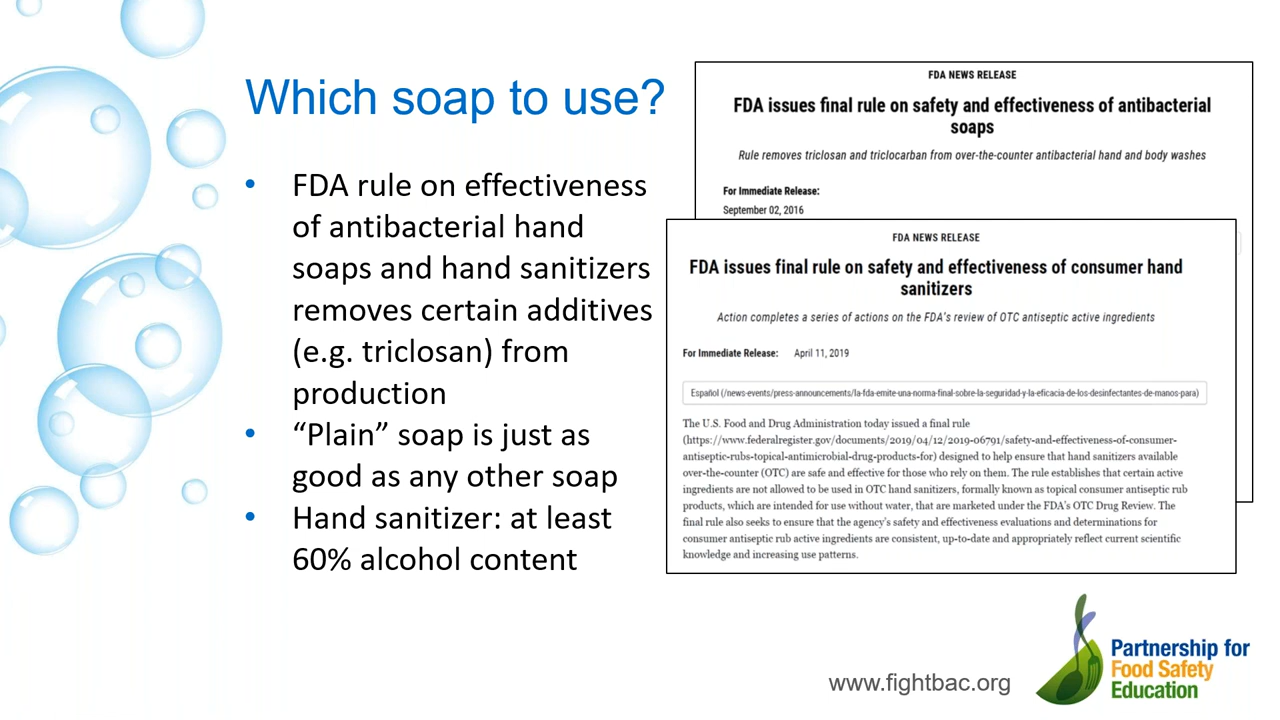 Which soap to use?
• FDA rule on effectiveness
of antibacterial hand
soaps and hand sanitizers
removes certain additives
(e.g. triclosan) from
production
• “Plain” soap is just as
good as any other soap
• Hand sanitizer: at least
60% alcohol content
FDA NEWS RELEASE
FDA issues final rule on safety and effectiveness of antibacterial
soaps
Rule removes triclosan and triclocarban from over-the-counter antibacterial hand and body washes
For Immediate Release:
September 02, 2016
FDA NEWS RELEASE
FDA issues final rule on safety and effectiveness of consumer hand
sanitizers
Action completes a series of actions on the FDA's review of OTC antiseptic active ingredients
For Immediate Release: April 11, 2019
Español (/news-events/press-announcements/la-fda-emite-una-norma-final-sobre-la-seguridad-y-la-eficacia-de-los-desinfectantes-de-manos-para)
The U.S. Food and Drug Administration today issued a final rule
(https://www.federalregister.gov/documents/2019/04/12/2019-06791/safety-and-effectiveness-of-consumer-
antiseptic-rubs-topical-antimicrobial-drug-products-for) designed to help ensure that hand sanitizers available
over-the-counter (OTC) are safe and effective for those who rely on them. The rule establishes that certain active
ingredients are not allowed to be used in OTC hand sanitizers, formally known as topical consumer antiseptic rub
products, which are intended for use without water, that are marketed under the FDA's OTC Drug Review. The
final rule also seeks to ensure that the agency's safety and effectiveness evaluations and determinations for
consumer antiseptic rub active ingredients are consistent, up-to-date and appropriately reflect current scientific
knowledge and increasing use patterns.
www.fightbac.org
Partnership for
Food Safety
Education